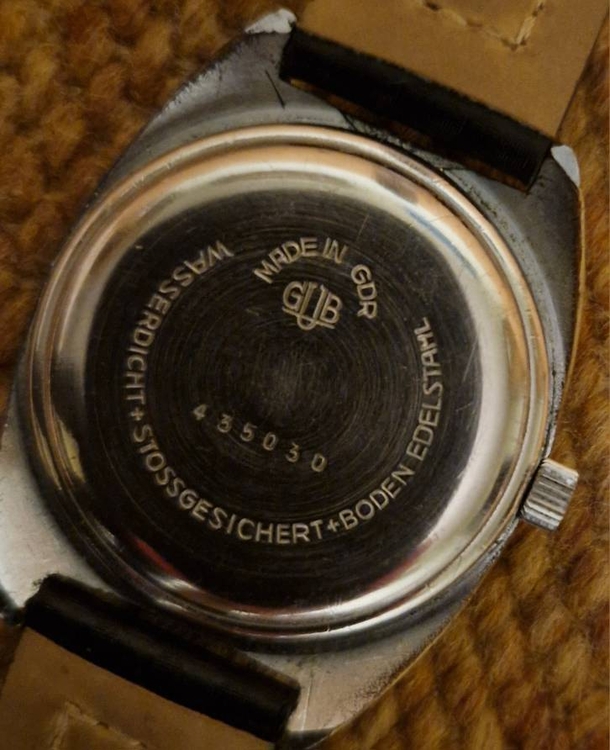 MADE IN GDR
GUB
435030
WASSERDICHT+STOSSGESICHERT+BODEN EDELSTAHL